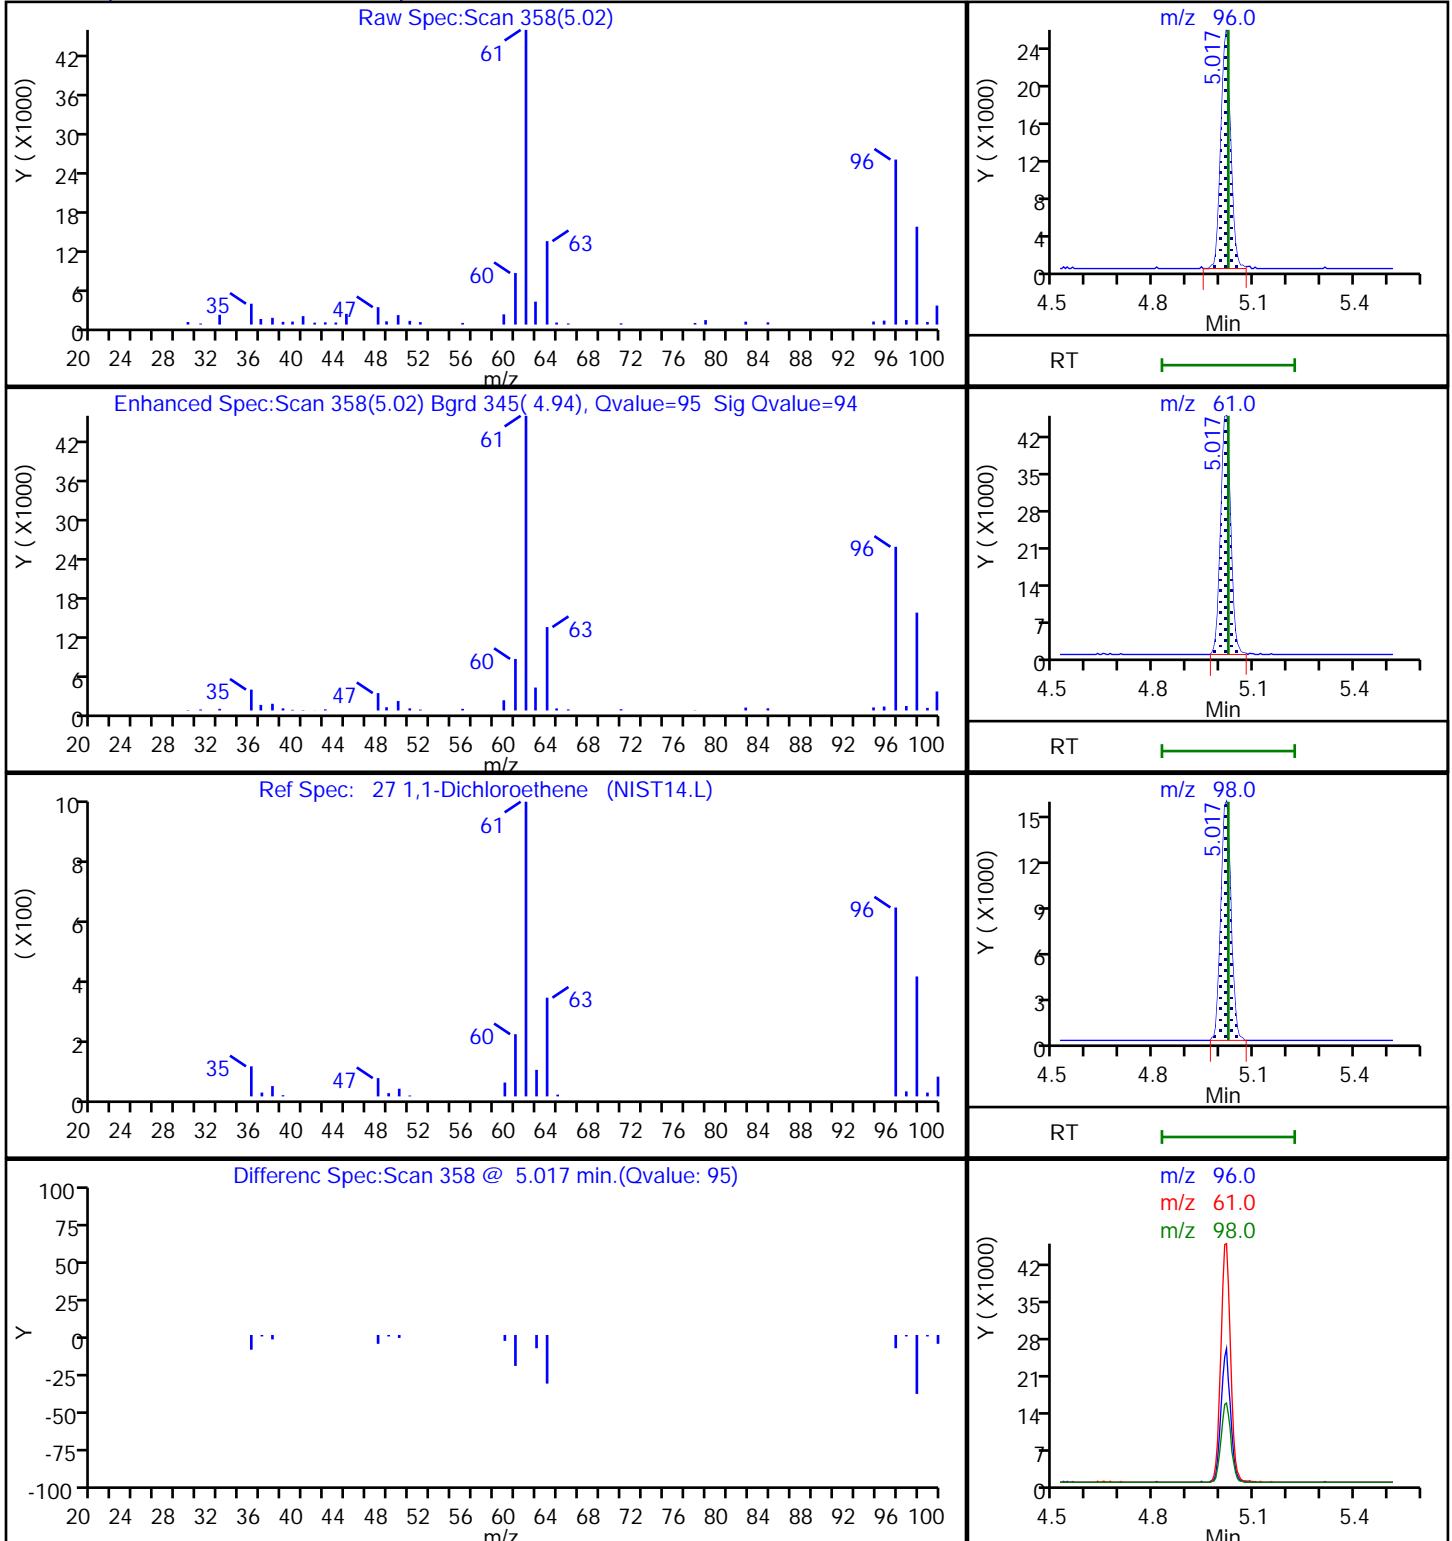 Raw Spec:Scan 358(5.02)
Y ( X1000)
42
36
30
24
18
12
6
0
61
96
63
60
35
47
20 24 28 32 36 40 44 48 52 56 60 64 68 72 76 80 84 88 92 96 100
m/z
m/z 96.0
Y ( X1000)
24
20
16
12
8
4
0
5.017
4.5 4.8 5.1 5.4
Min
RT
Enhanced Spec:Scan 358(5.02) Bgrd 345( 4.94), Qvalue=95 Sig Qvalue=94
Y ( X1000)
42
36
30
24
18
12
6
0
61
96
63
60
35
47
20 24 28 32 36 40 44 48 52 56 60 64 68 72 76 80 84 88 92 96 100
m/z
m/z 61.0
Y ( X1000)
42
35
28
21
14
7
0
5.017
4.5 4.8 5.1 5.4
Min
RT
Ref Spec: 27 1,1-Dichloroethene (NIST14.L)
( X100)
10
8
6
4
2
0
61
96
63
60
35
47
20 24 28 32 36 40 44 48 52 56 60 64 68 72 76 80 84 88 92 96 100
m/z
m/z 98.0
Y ( X1000)
15
12
9
6
3
0
5.017
4.5 4.8 5.1 5.4
Min
RT
Differenc Spec:Scan 358 @ 5.017 min.(Qvalue: 95)
Y
100
75
50
25
0
-25
-50
-75
-100
20 24 28 32 36 40 44 48 52 56 60 64 68 72 76 80 84 88 92 96 100
m/z
m/z 96.0
m/z 61.0
m/z 98.0
Y ( X1000)
42
35
28
21
14
7
0
4.5 4.8 5.1 5.4
Min